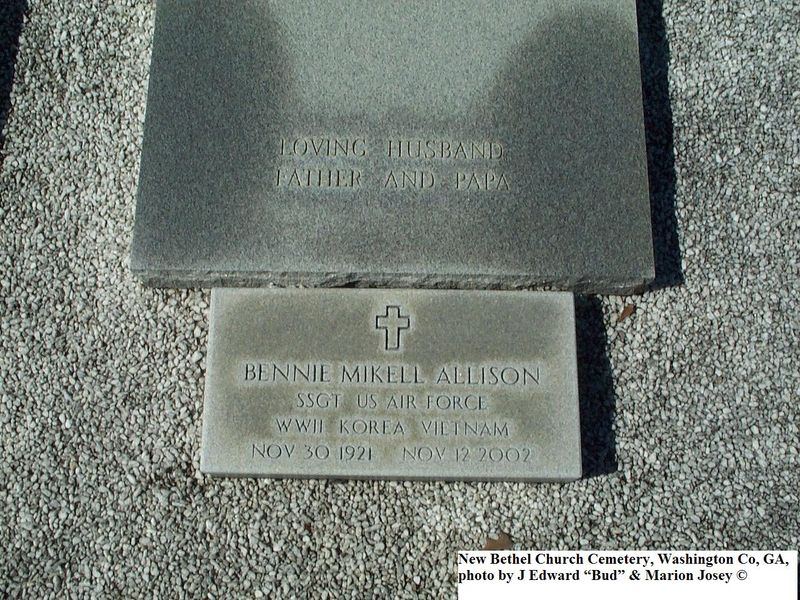 LOVING HUSBAND
FATHER AND PAPA
BENNIE MIKELL ALLISON
SSGT US AIR FORCE
WWII KOREA VIETNAM
NOV 30 1921 NOV 12 2002
New Bethel Church Cemetery, Washington Co, GA,
photo by J Edward “Bud” & Marion Josey ©